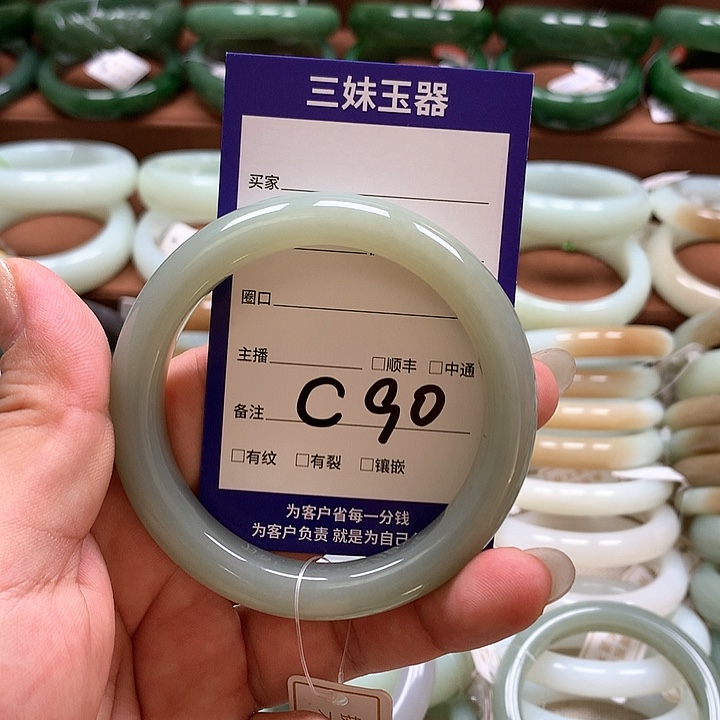 三妹玉器
买家
圈口
主播 □顺丰 □中通
备注 C90
□有纹 □有裂 □镶嵌
为客户省每一分钱
为客户负责 就是为自己